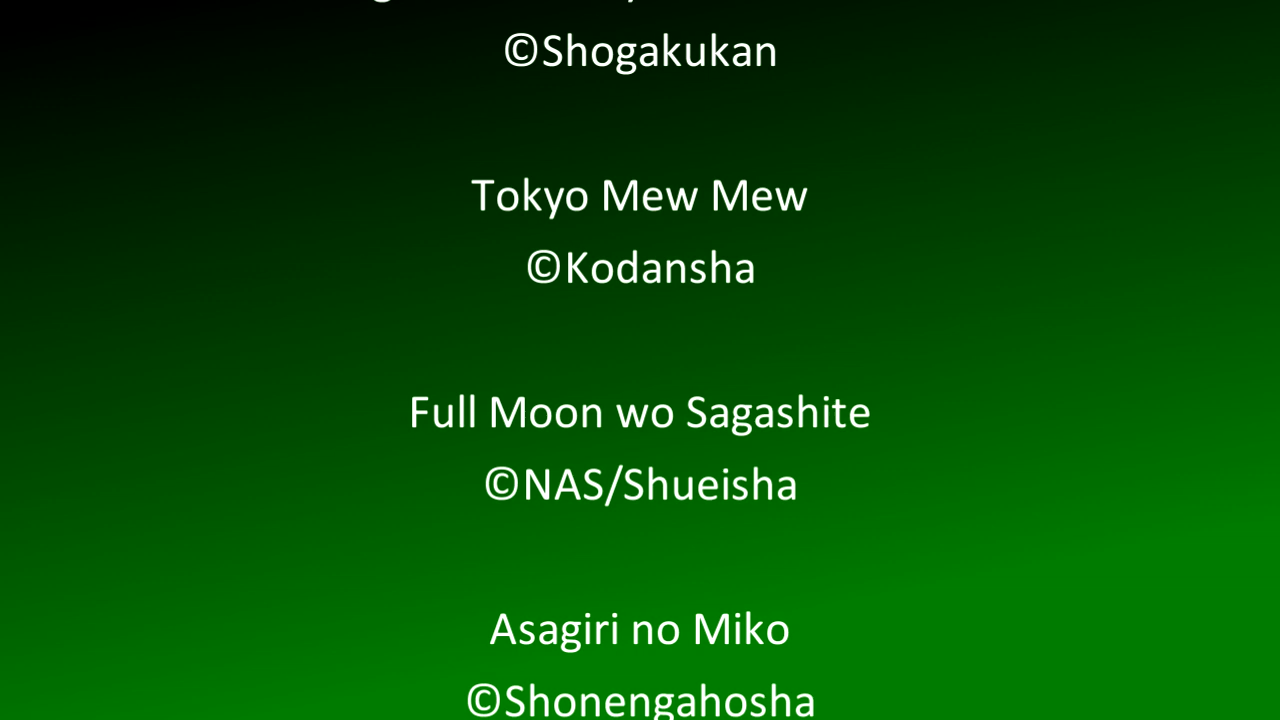 ©Shogakukan
Tokyo Mew Mew
©Kodansha
Full Moon wo Sagashite
©NAS/Shueisha
Asagiri no Miko
©Shonengahosha